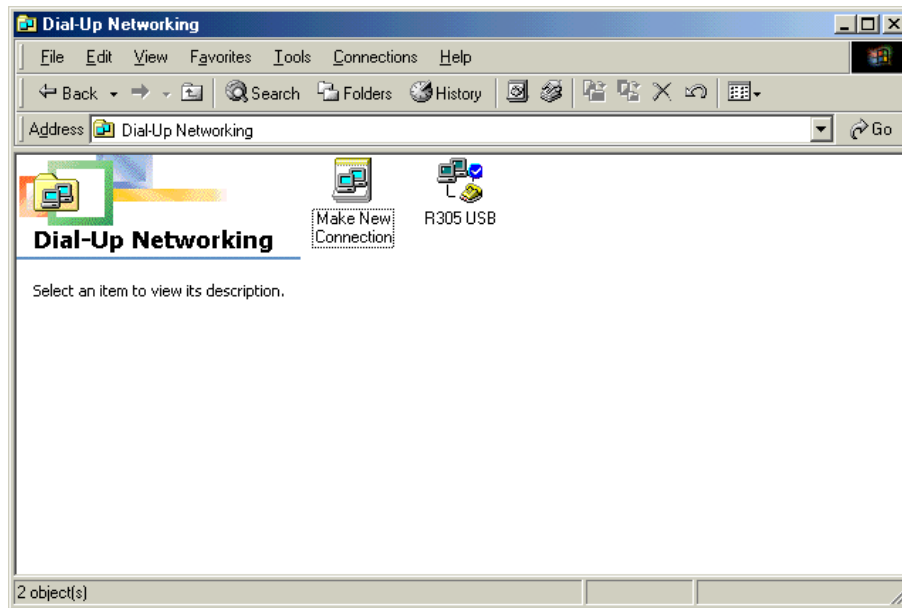 Dial-Up Networking
File Edit View Favorites Tools Connections Help
Back Search Folders History
Address Dial-Up Networking Go
Make New
Connection
R305 USB
Dial-Up Networking
Select an item to view its description.
2 object(s)